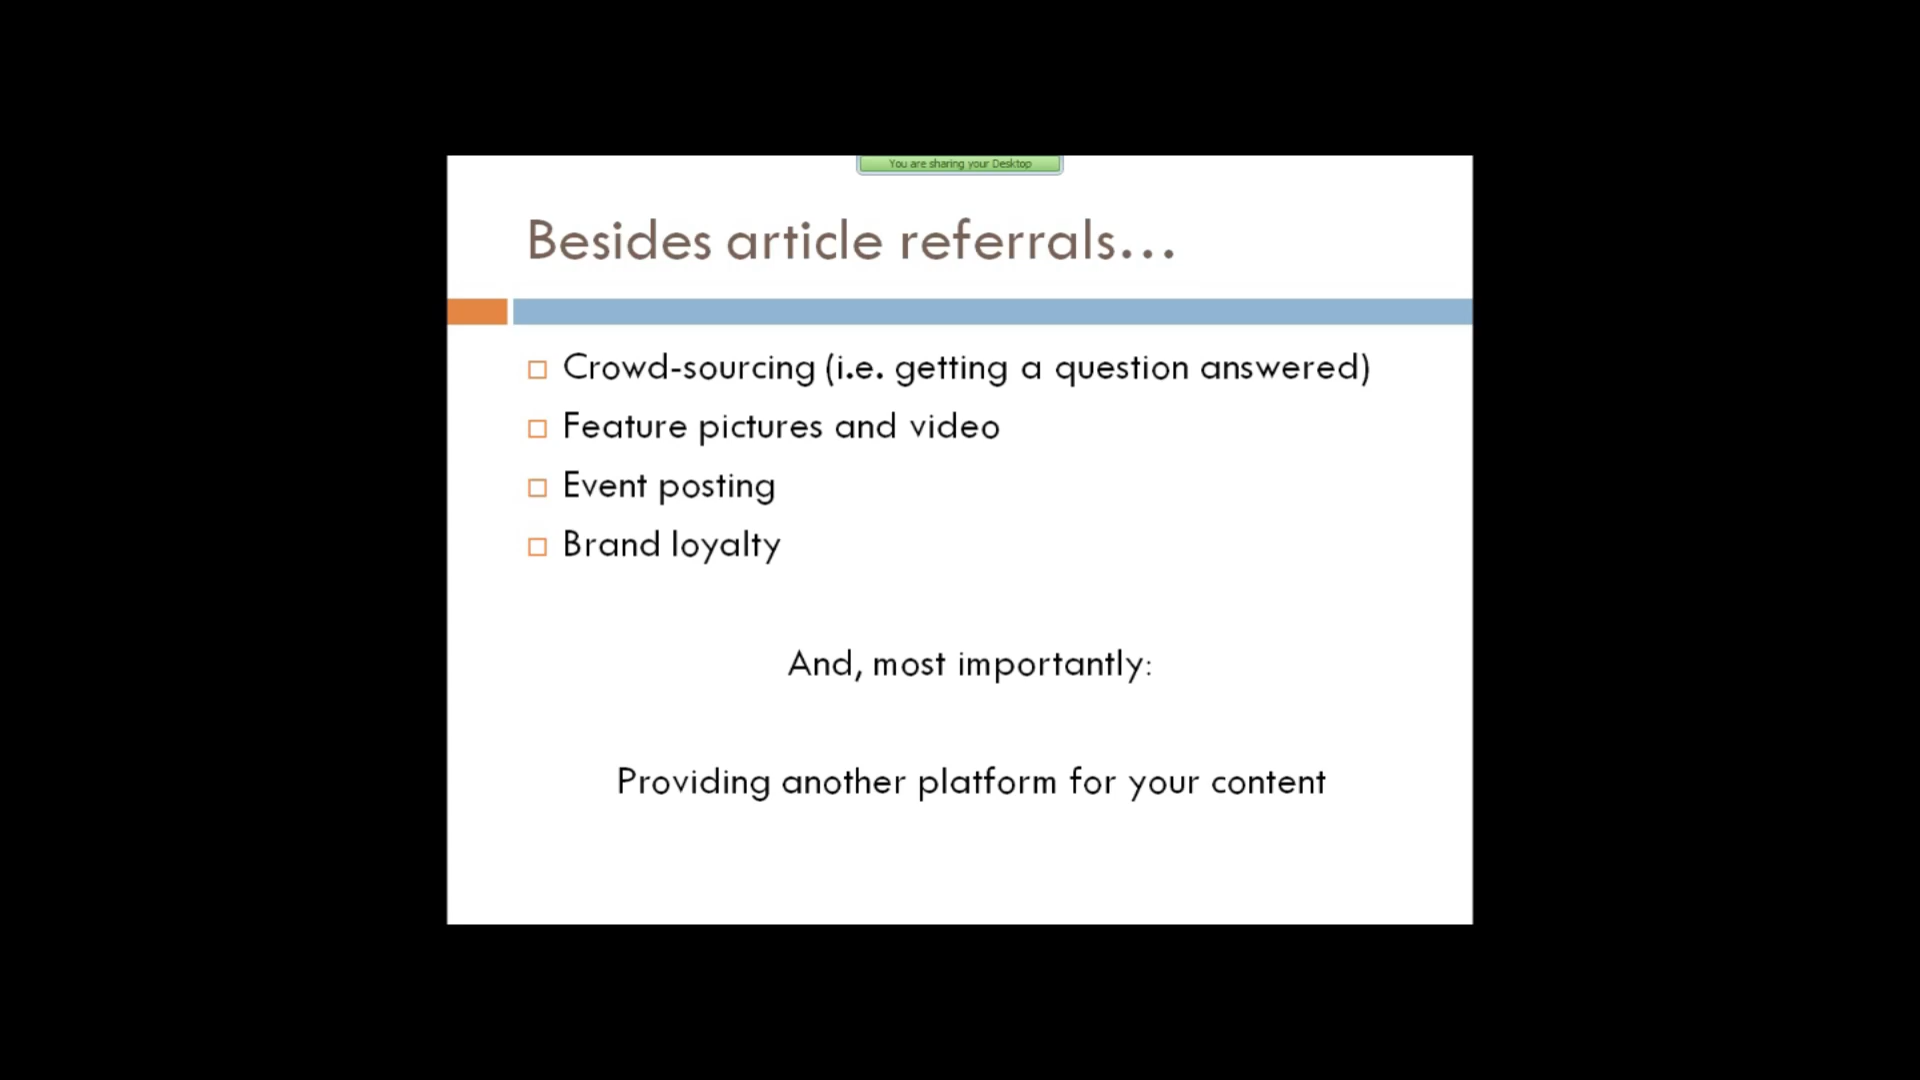 You are sharing your Desktop
Besides article referrals...
Crowd-sourcing (i.e. getting a question answered)
Feature pictures and video
Event posting
Brand loyalty
And, most importantly:
Providing another platform for your content